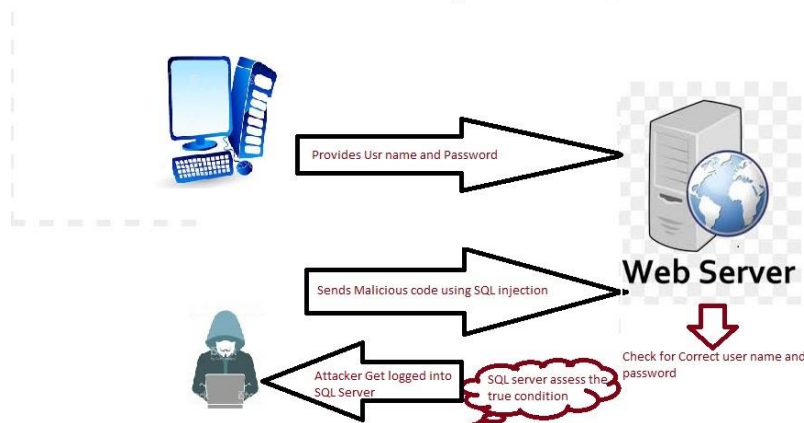 Provides Usr name and Password
Web Server
Sends Malicious code using SQL injection
Check for Correct user name and
password
Attacker Get logged into
SQL Server
SQL server assess the
true condition